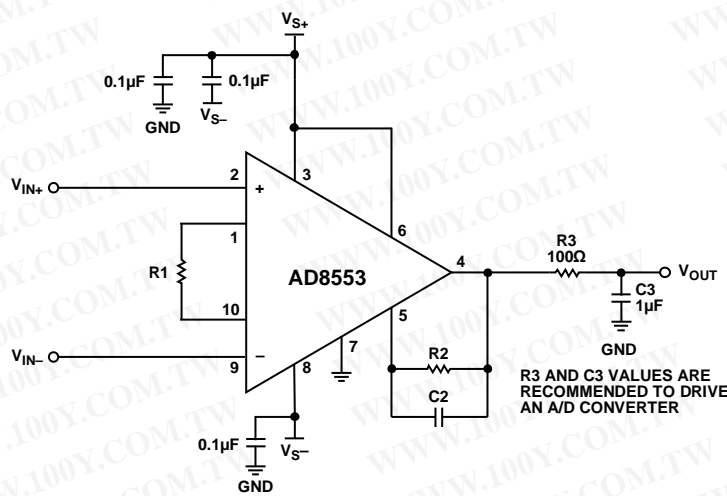 VS+
0.1µF
0.1µF
VS–
GND
VIN+
2
+
3
1
6
R1
AD8553
4
R3
100Ω
VOUT
C3
1µF
GND
10
5
7
R2
C2
VIN–
9
–
8
R3 AND C3 VALUES ARE
RECOMMENDED TO DRIVE
AN A/D CONVERTER
0.1µF
GND
VS–
WWW.100Y.COM.TW